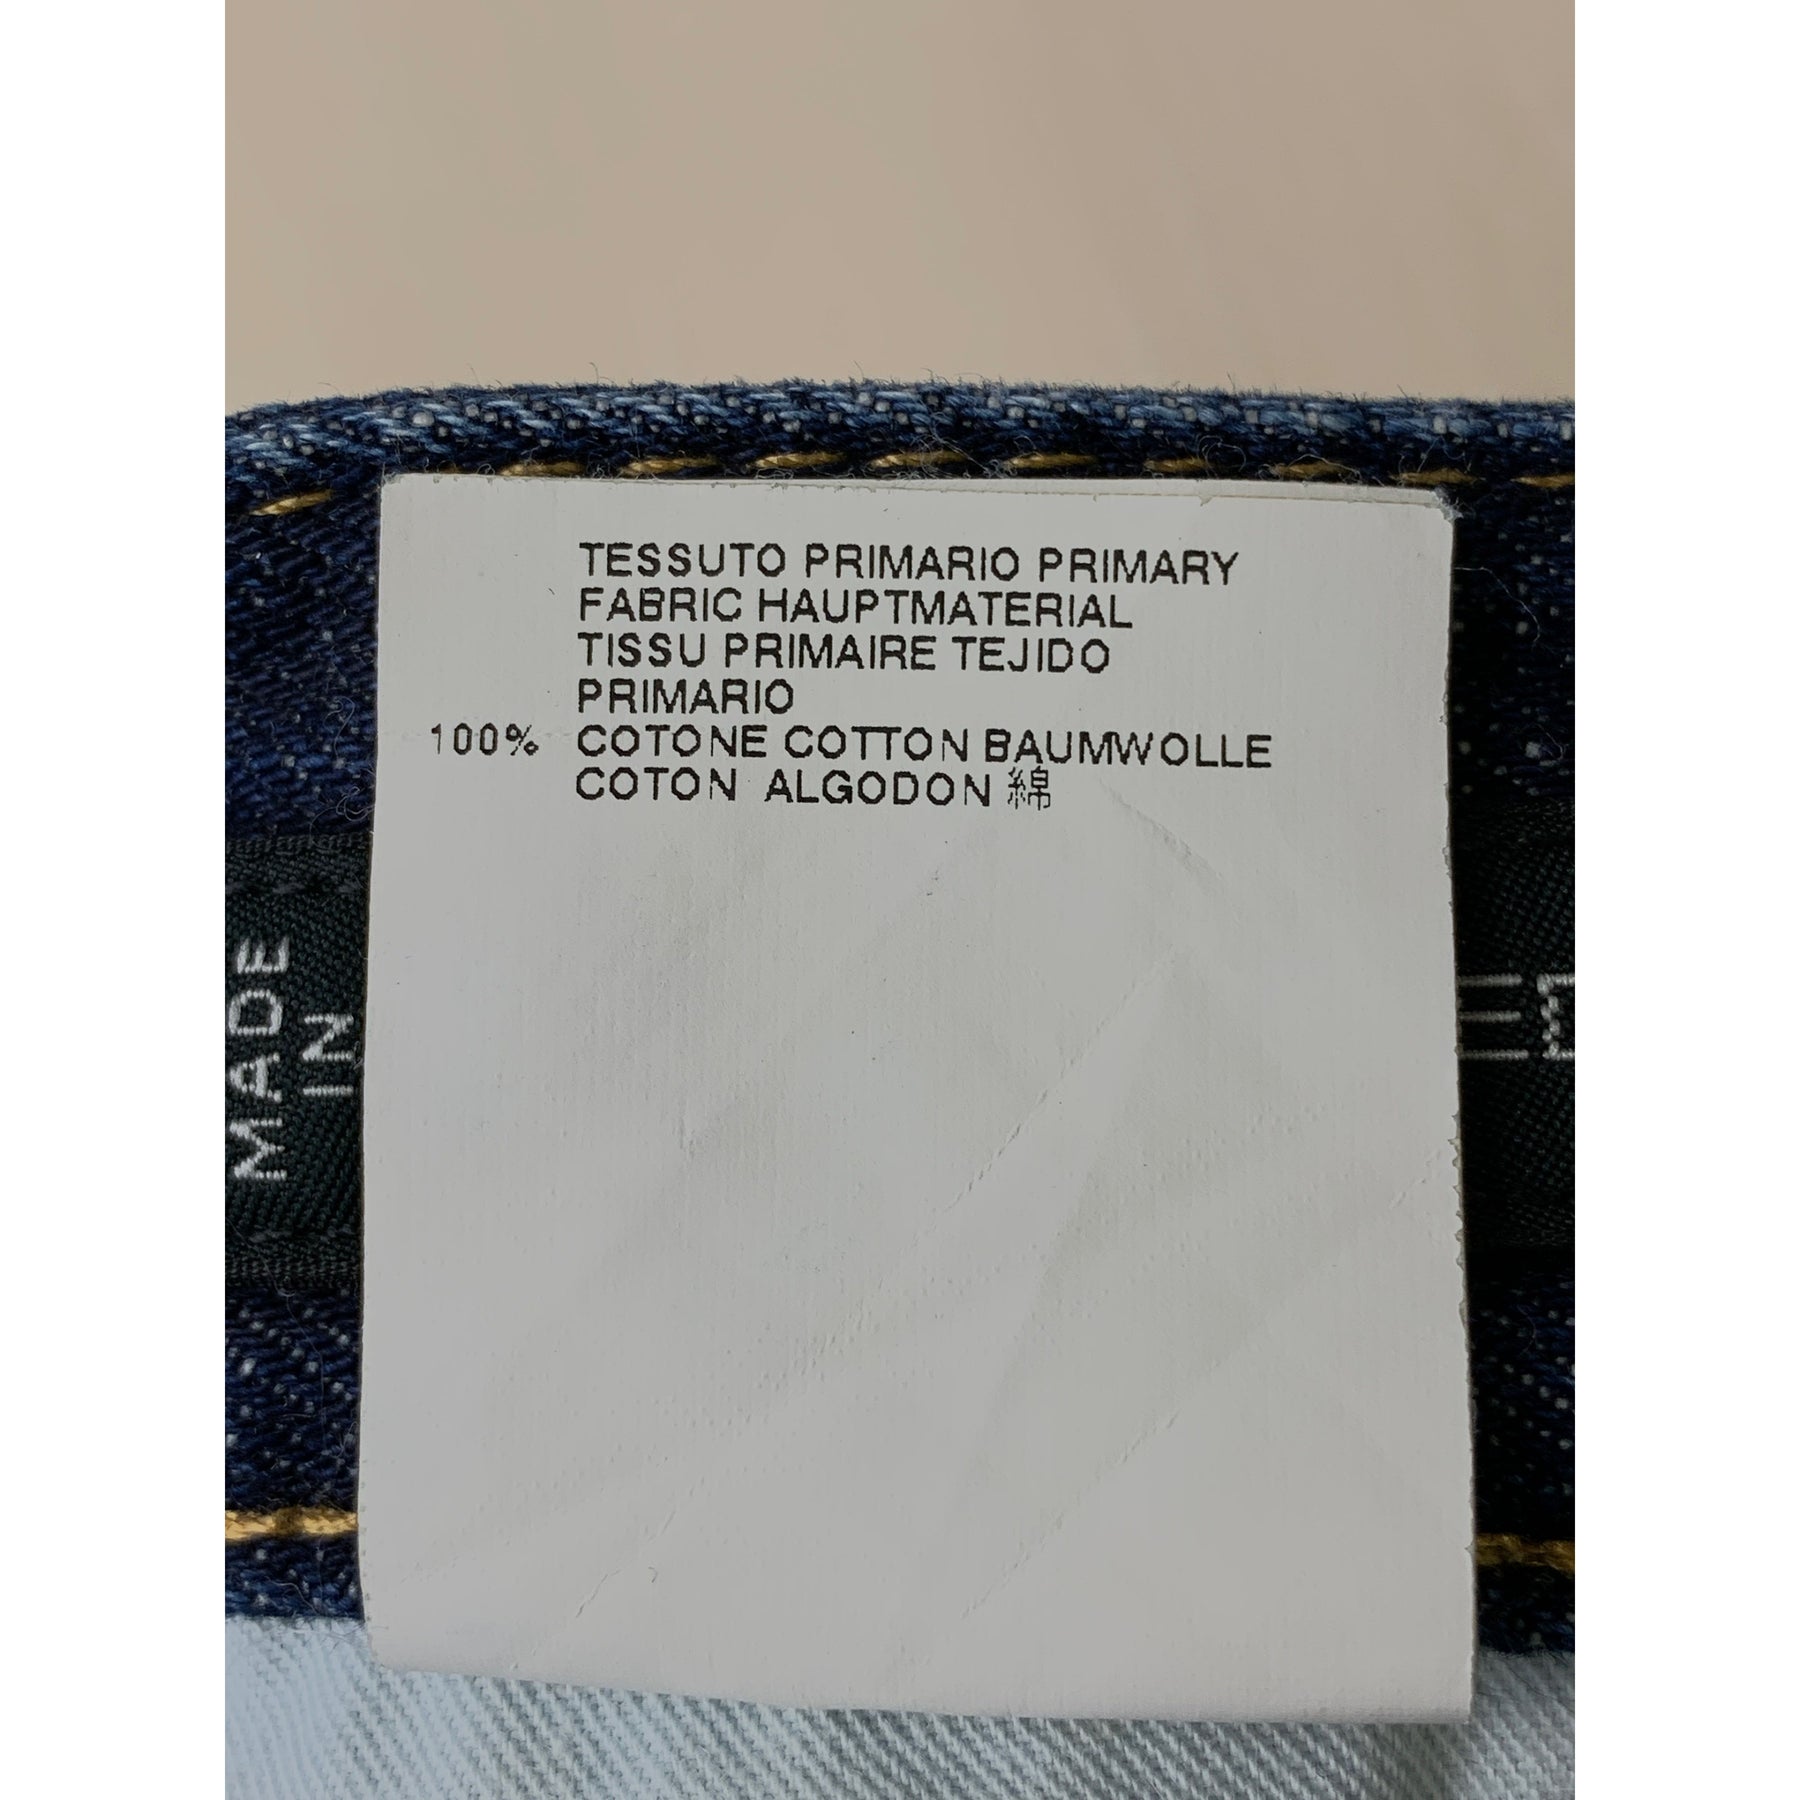 TESSUTO PRIMARIO PRIMARY
FABRIC HAUPTMATERIAL
TISSU PRIMAIRE TEJIDO
PRIMARIO
100% COTONE COTTON BAUMWOLLE
COTON ALGODON 綿
MADE
IN